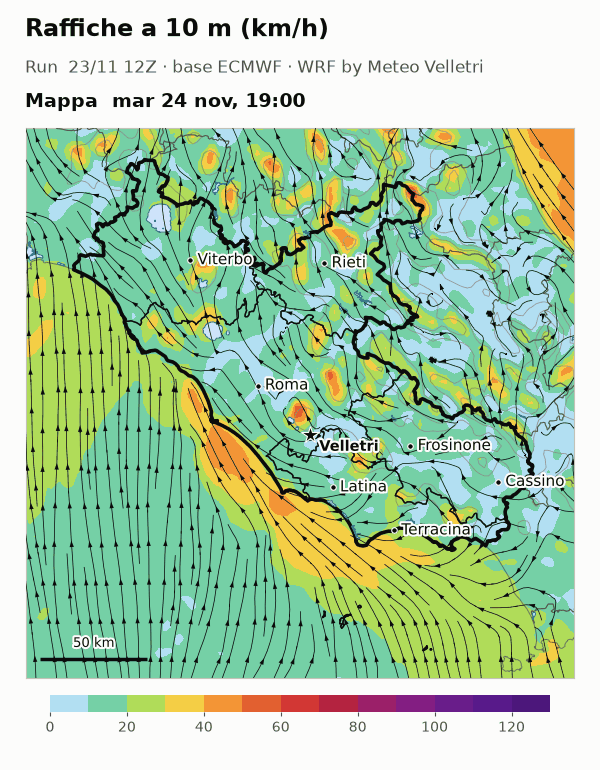 Raffiche a 10 m (km/h)
Run 23/11 12Z · base ECMWF · WRF by Meteo Velletri
Mappa mar 24 nov, 19:00
Viterbo
Rieti
Roma
Velletri
Frosinone
Cassino
Latina
Terracina
50 km
0 20 40 60 80 100 120